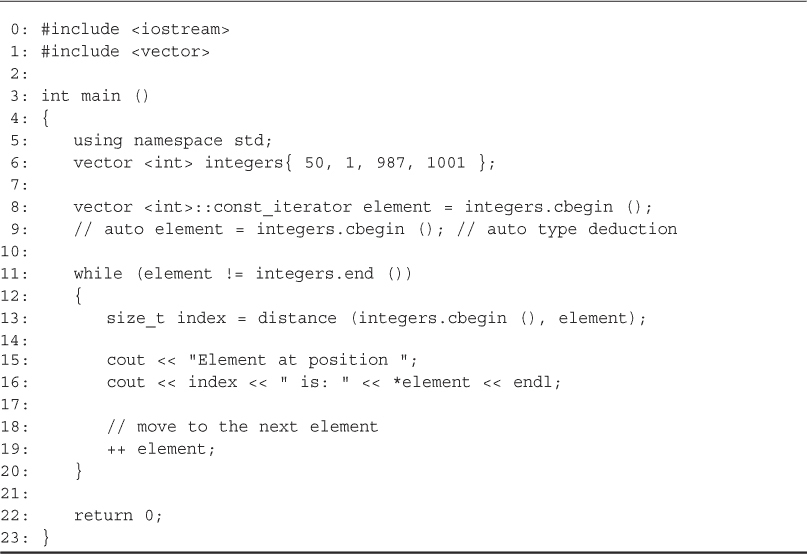 0: #include <iostream>
1: #include <vector>
2:
3: int main ()
4: {
5:    using namespace std;
6:    vector <int> integers{ 50, 1, 987, 1001 };
7:
8:    vector <int>::const_iterator element = integers.cbegin ();
9:    // auto element = integers.cbegin (); // auto type deduction
10:
11:    while (element != integers.end ())
12:    {
13:       size_t index = distance (integers.cbegin (), element);
14:
15:       cout << "Element at position ";
16:       cout << index << " is: " << *element << endl;
17:
18:       // move to the next element
19:       ++ element;
20:    }
21:
22:    return 0;
23: }